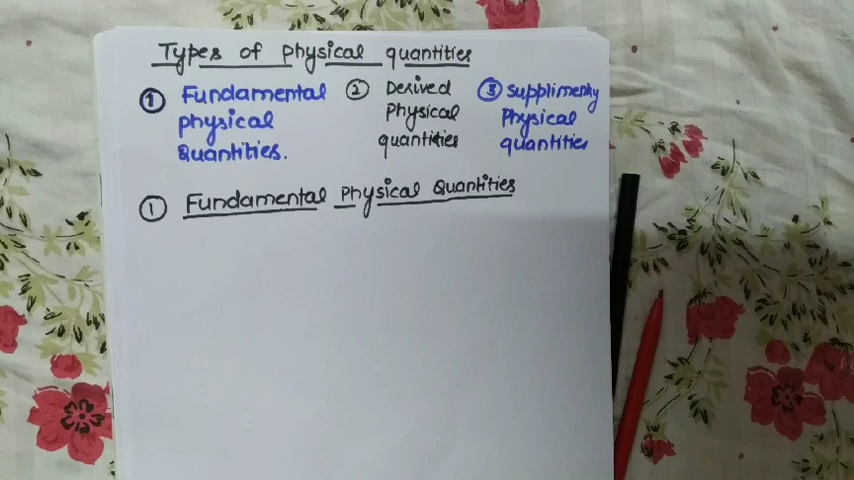 Types of physical quantities
① Fundamental physical Quantities.
② Derived Physical quantities
③ Supplimenty Physical quantities
① Fundamental Physical Quantities